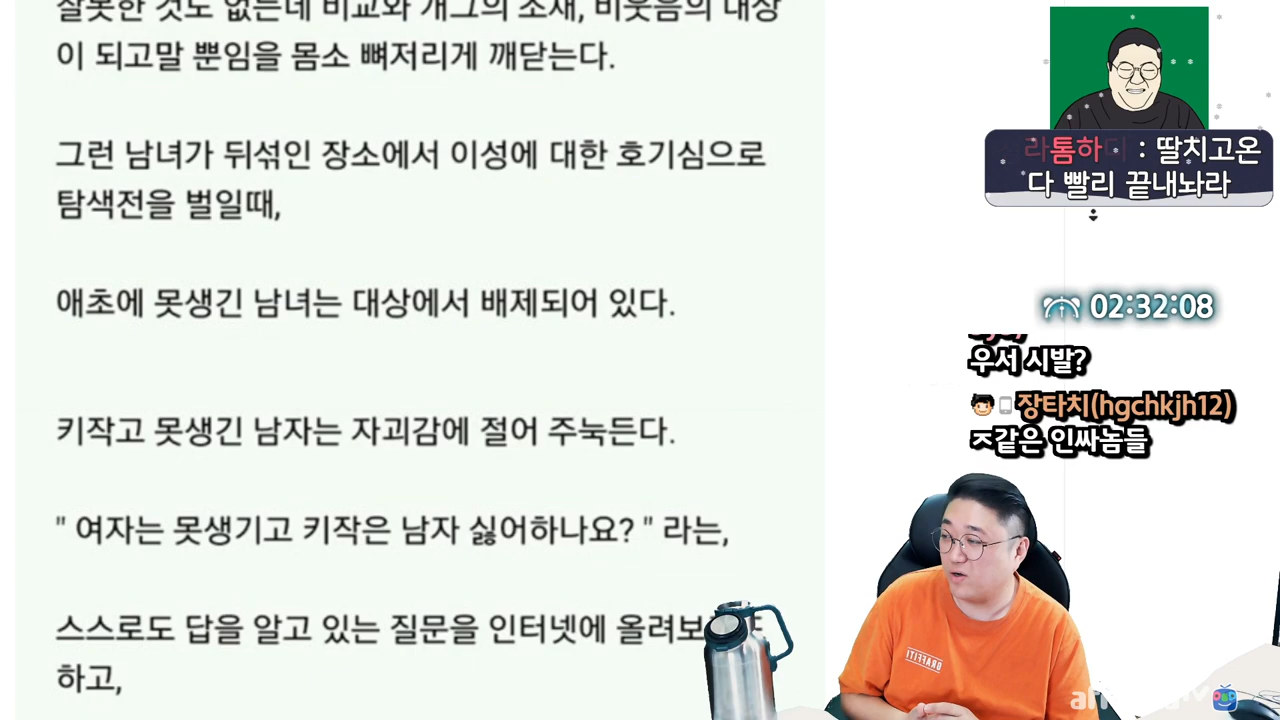 잘못한 것도 없는데 비교와 개그의 소재, 비웃음의 대상
이 되고말 뿐임을 몸소 뼈저리게 깨닫는다.
그런 남녀가 뒤섞인 장소에서 이성에 대한 호기심으로
탐색전을 벌일때,
애초에 못생긴 남녀는 대상에서 배제되어 있다.
키작고 못생긴 남자는 자괴감에 절어 주눅든다.
" 여자는 못생기고 키작은 남자 싫어하나요? " 라는,
스스로도 답을 알고 있는 질문을 인터넷에
하고,
라톰하디 : 딸치고온
다 빨리 끝내놔라
02:32:08
우서 시발?
장타치(hgchkjh12)
ㅈ같은 인싸놈들
GRAFFITI